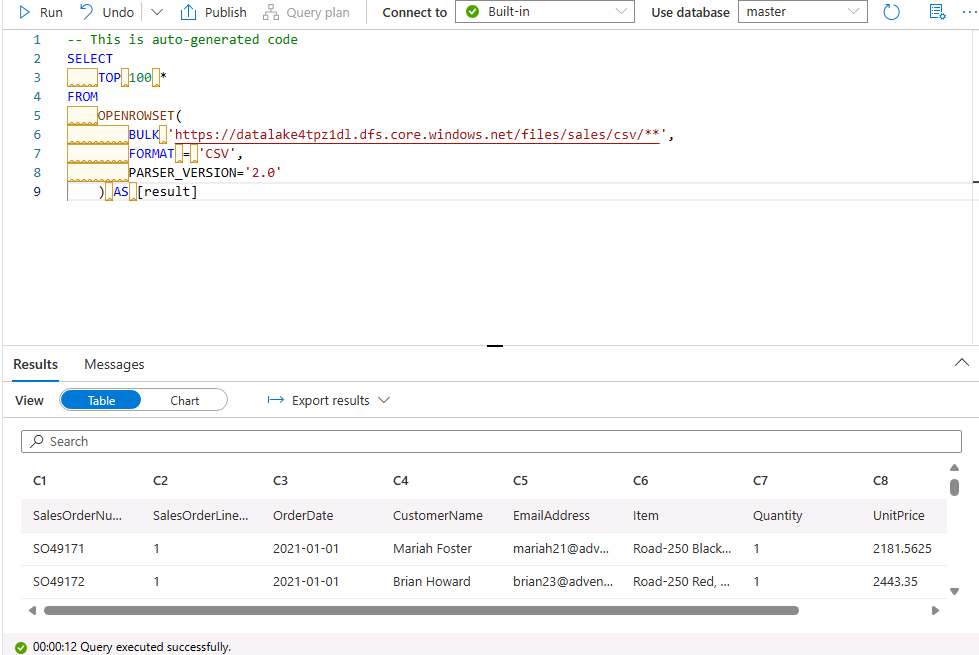 Run Undo Publish Query plan Connect to Built-in Use database master
1 -- This is auto-generated code
2 SELECT
3 TOP 100 *
4 FROM
5 OPENROWSET(
6 BULK 'https://datalake4tpz1dl.dfs.core.windows.net/files/sales/csv/**',
7 FORMAT = 'CSV',
8 PARSER_VERSION='2.0'
9 ) AS [result]
Results Messages
View Table Chart Export results
Search
C1 C2 C3 C4 C5 C6 C7 C8
SalesOrderNu... SalesOrderLine... OrderDate CustomerName EmailAddress Item Quantity UnitPrice
SO49171 1 2021-01-01 Mariah Foster mariah21@adv... Road-250 Black... 1 2181.5625
SO49172 1 2021-01-01 Brian Howard brian23@adven... Road-250 Red, ... 1 2443.35
00:00:12 Query executed successfully.